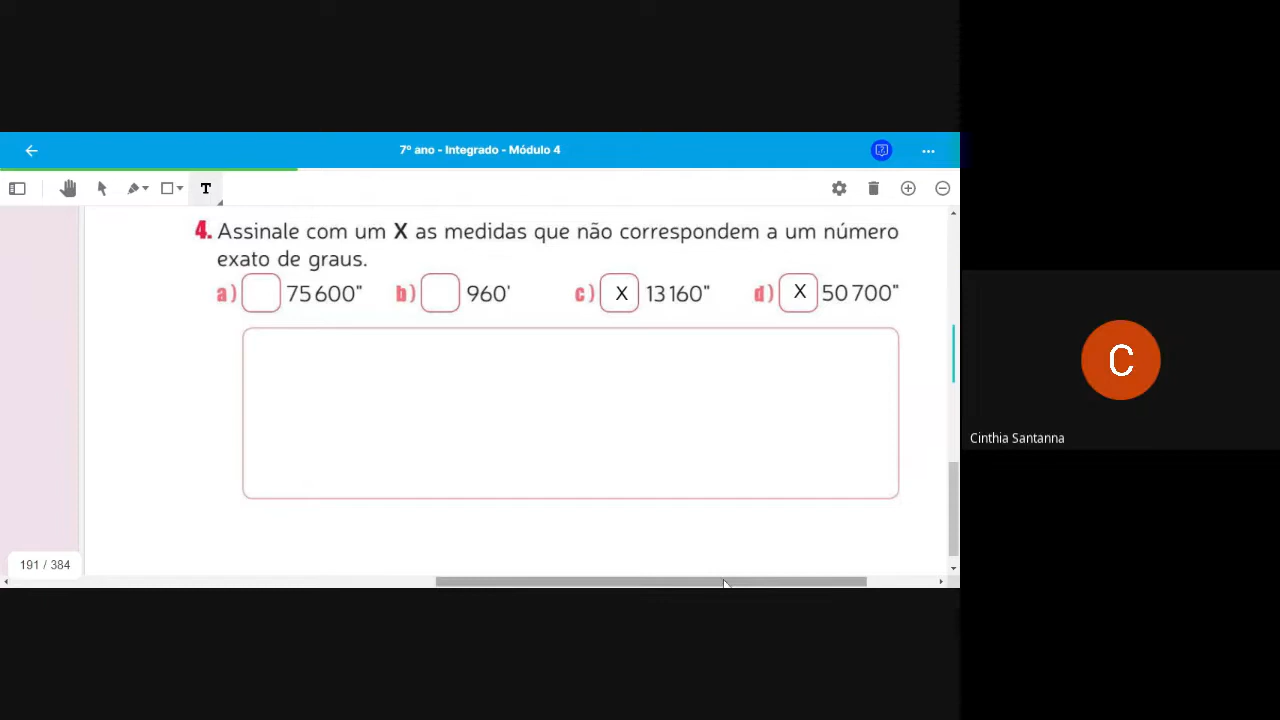 7º ano - Integrado - Módulo 4
T
4. Assinale com um X as medidas que não correspondem a um número
exato de graus.
a) 75 600" b) 960' c) X 13 160" d) X 50 700"
C
Cinthia Santanna
191 / 384